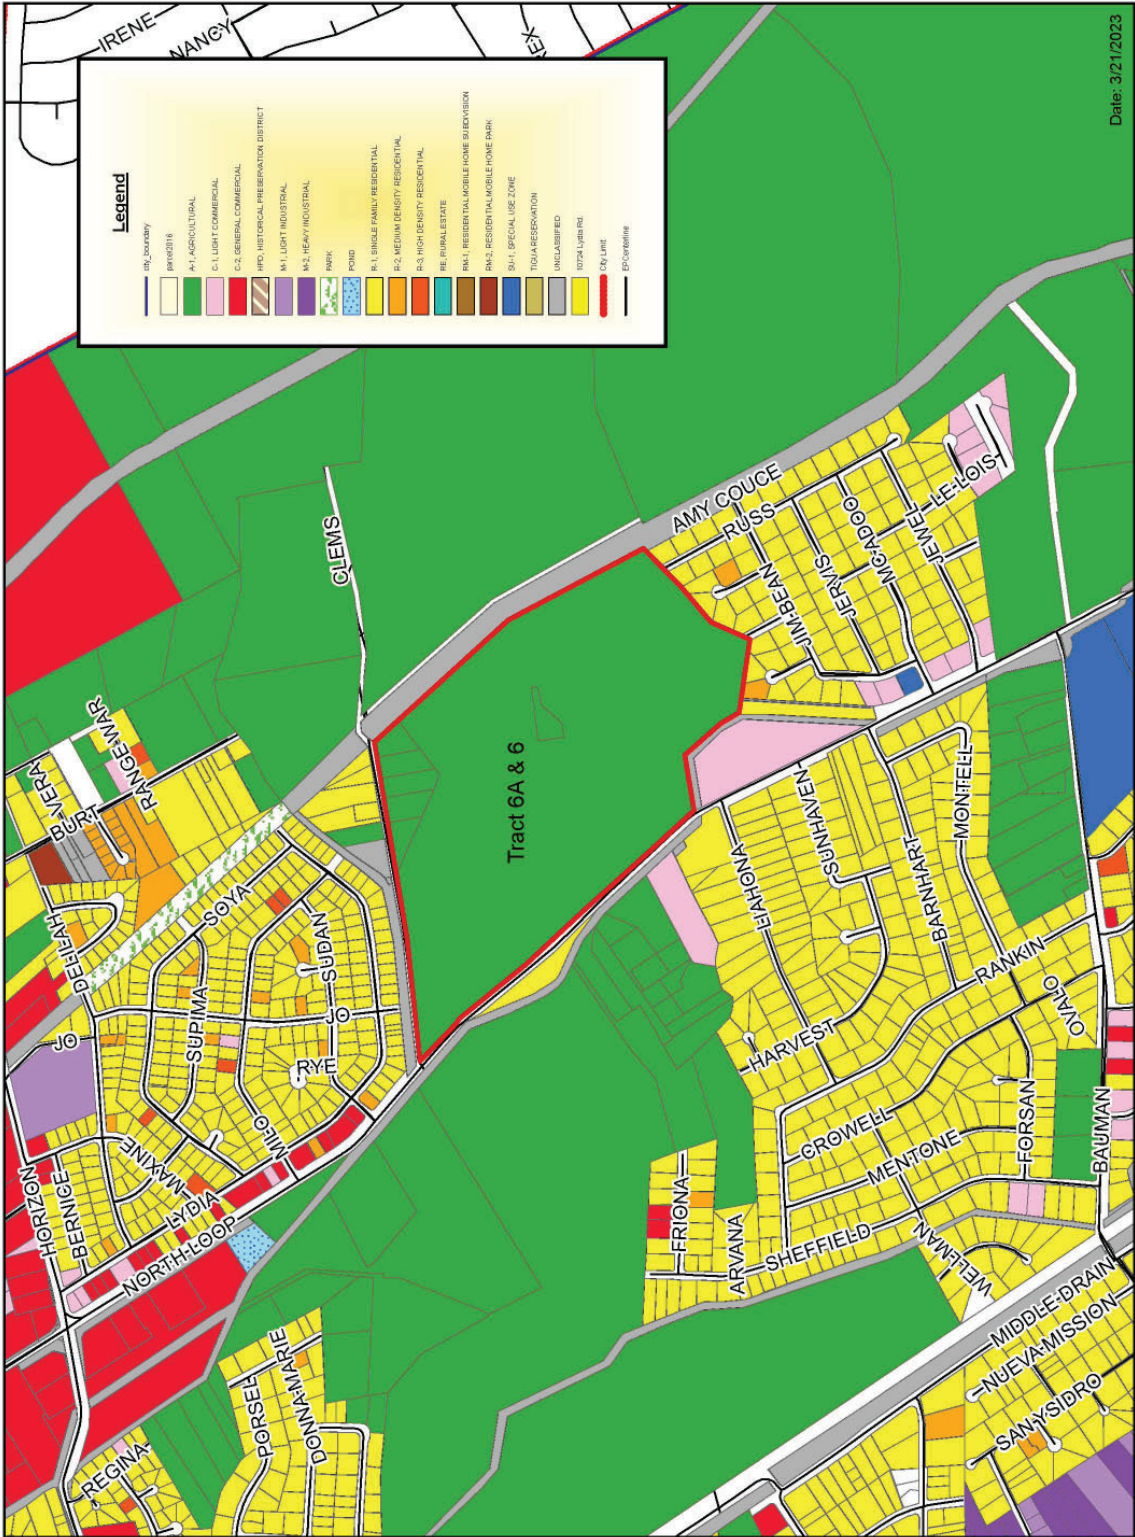 Legend
city_boundary
parcel2016
A-1, AGRICULTURAL
C-1, LIGHT COMMERCIAL
C-2, GENERAL COMMERCIAL
HPD, HISTORICAL PRESERVATION DISTRICT
M-1, LIGHT INDUSTRIAL
M-2, HEAVY INDUSTRIAL
PARK
POND
R-1, SINGLE FAMILY RESIDENTIAL
R-2, MEDIUM DENSITY RESIDENTIAL
R-3, HIGH DENSITY RESIDENTIAL
RE, RURAL ESTATE
RM-1, RESIDENTIAL MOBILE HOME SUBDIVISION
RM-2, RESIDENTIAL MOBILE HOME PARK
SU-1, SPECIAL USE ZONE
TIGUA RESERVATION
UNCLASSIFIED
10724 Lydia Rd.
City Limit
EPCenterline
IRENE
NANCY
EX
Date: 3/21/2023
CLEMS
AMY COUCE
RUSS
JIM BEAN
JERVIS
MCADOO
JEWEL
LE-LOIS
Tract 6A & 6
VERA
BURT
RANGE-WAR
DELILAH
SOYA
SUDAN
SUPIMA
JO
JO
RYE
MILO
MAXINE
LYDIA
HORIZON
BERNICE
NORTH-LOOP
REGINA
PORSEL
DONNA-MARIE
LIAHONA
SUNHAVEN
BARNHART
MONTELL
HARVEST
RANKIN
OVALO
CROWELL
MENTONE
FORSAN
BAUMAN
FRIONA
ARVANA
SHEFFIELD
WELLMAN
MIDDLE-DRAIN
NUEVA-MISSION
SAN-YSIDRO